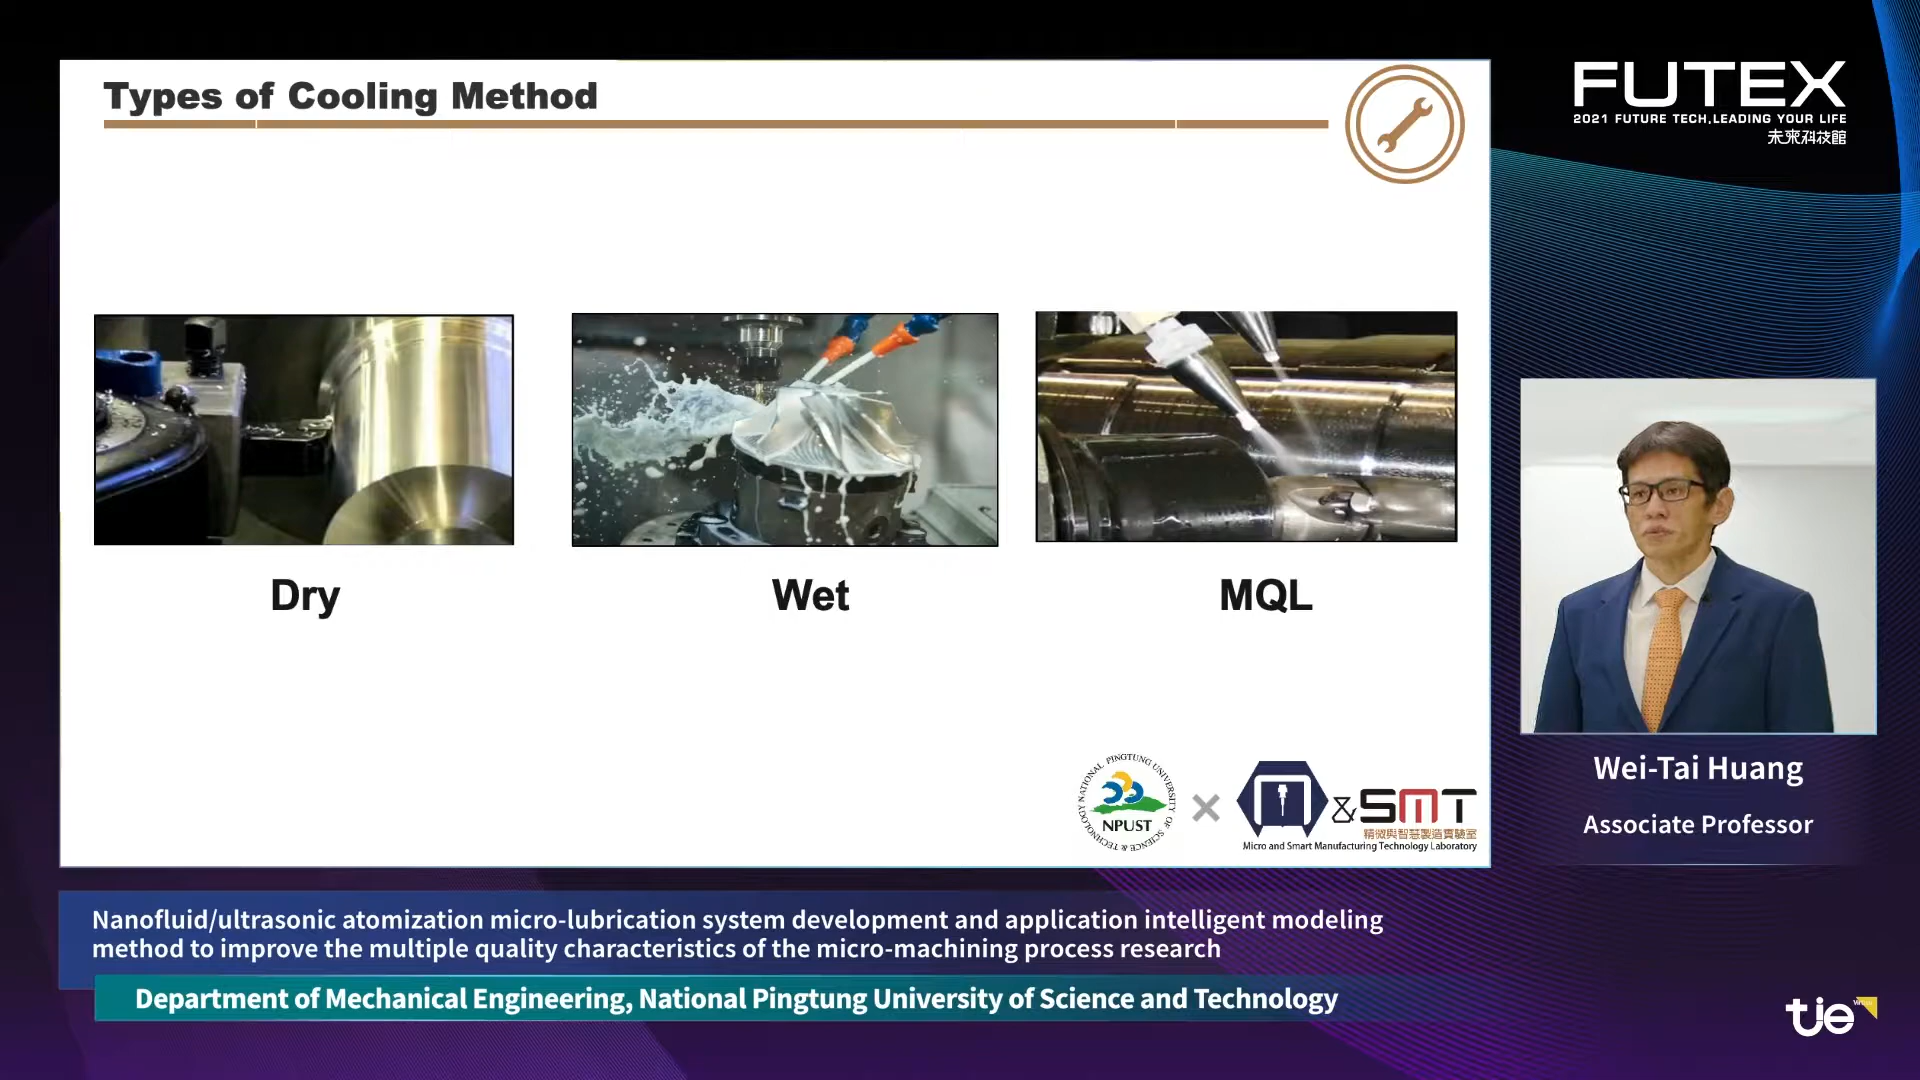 Types of Cooling Method
FUTEX
2021 FUTURE TECH,LEADING YOUR LIFE
未來科技館
Dry
Wet
MQL
NATIONAL PINGTUNG UNIVERSITY OF SCIENCE & TECHNOLOGY
NPUST
&SMT
精微與智慧製造實驗室
Micro and Smart Manufacturing Technology Laboratory
Wei-Tai Huang
Associate Professor
Nanofluid/ultrasonic atomization micro-lubrication system development and application intelligent modeling
method to improve the multiple quality characteristics of the micro-machining process research
Department of Mechanical Engineering, National Pingtung University of Science and Technology
tie